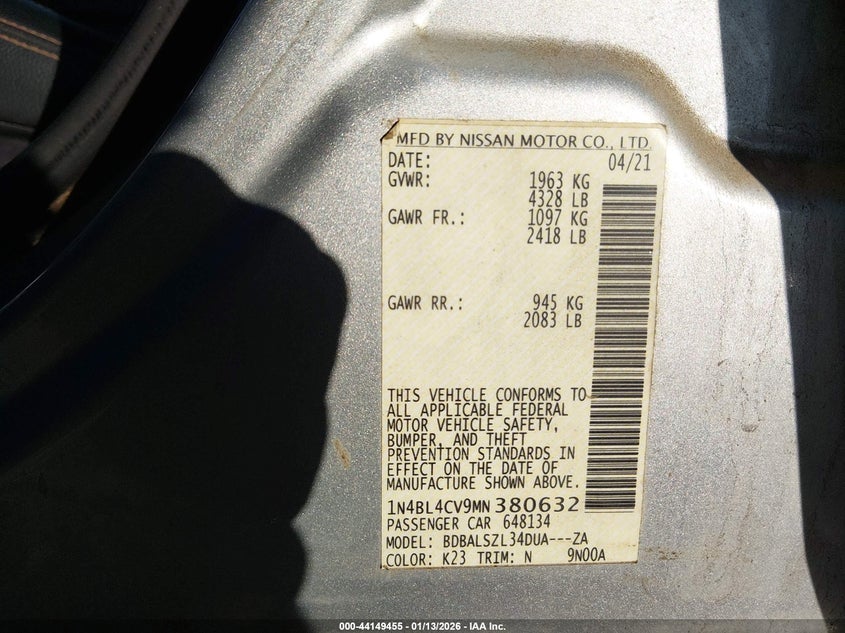 MFD BY NISSAN MOTOR CO., LTD.
DATE: 04/21
GVWR: 1963 KG
4328 LB
GAWR FR.: 1097 KG
2418 LB
GAWR RR.: 945 KG
2083 LB
THIS VEHICLE CONFORMS TO
ALL APPLICABLE FEDERAL
MOTOR VEHICLE SAFETY,
BUMPER, AND THEFT
PREVENTION STANDARDS IN
EFFECT ON THE DATE OF
MANUFACTURE SHOWN ABOVE.
1N4BL4CV9MN380632
PASSENGER CAR 648134
MODEL: BDBALSZL34DUA---ZA
COLOR: K23 TRIM: N 9N00A
000-44149455 - 01/13/2026 - IAA Inc.